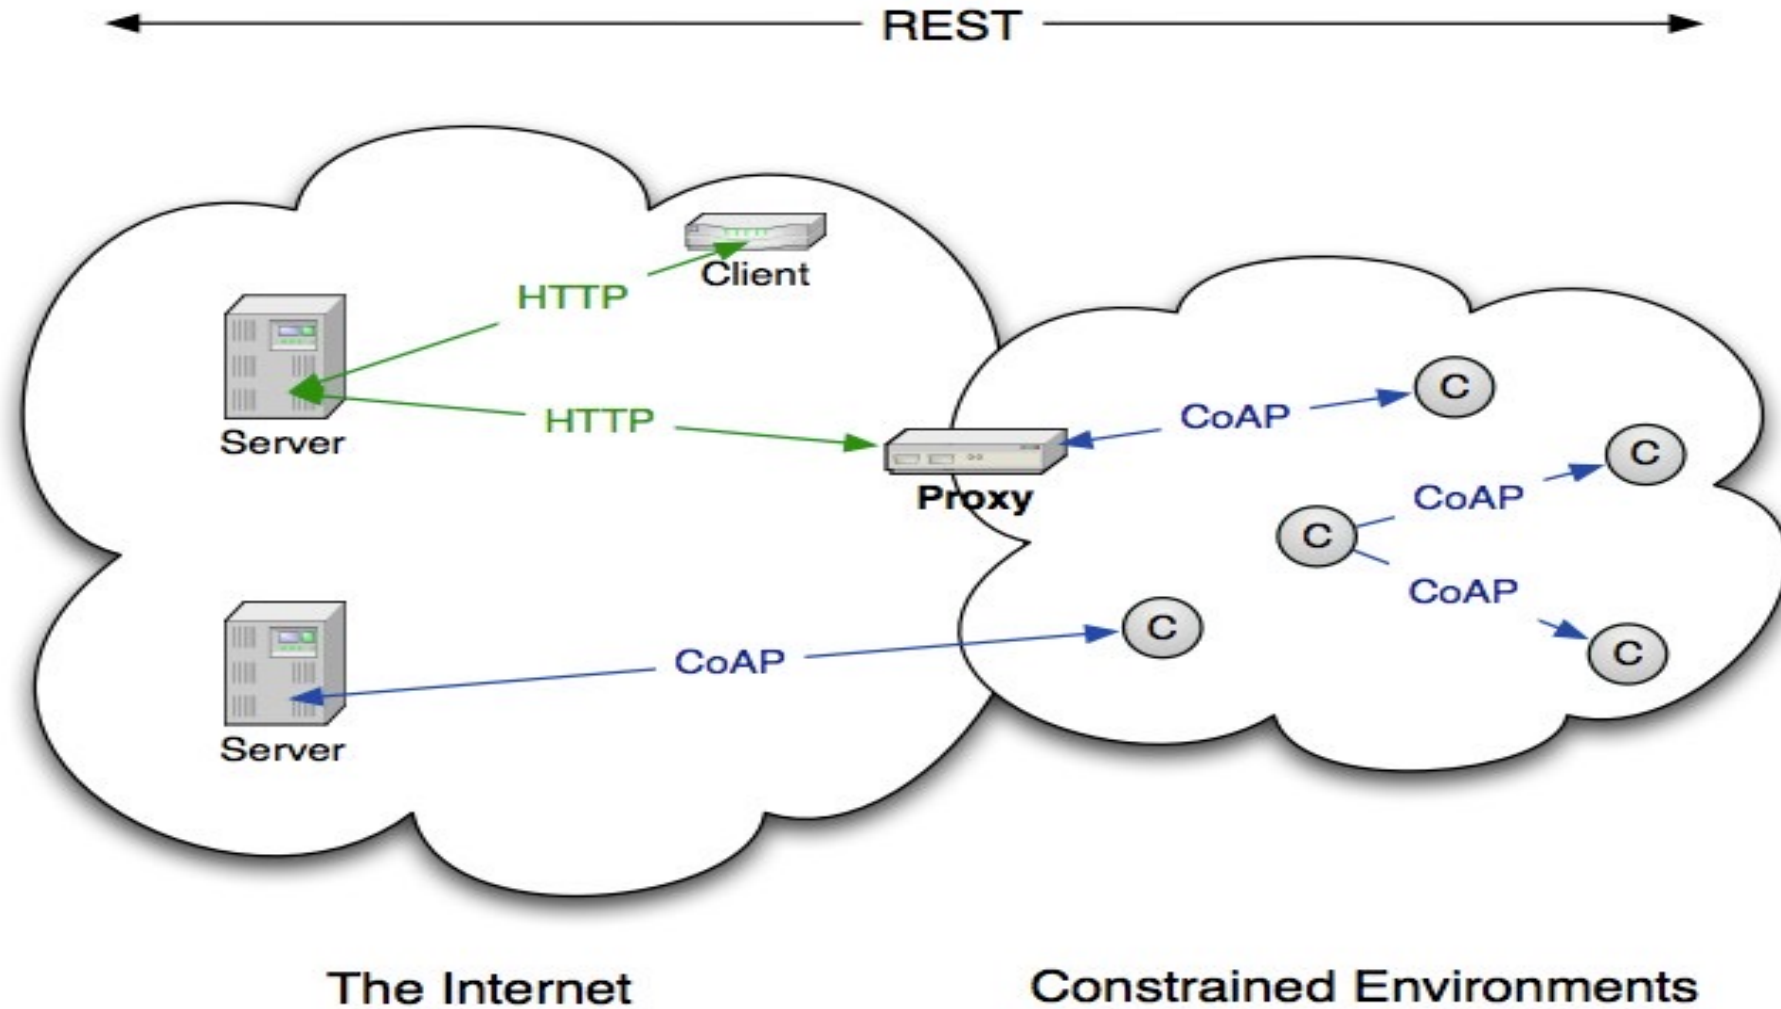 REST
Client
HTTP
Server
HTTP
Proxy
CoAP
C
C
CoAP
C
CoAP
C
C
CoAP
Server
The Internet
Constrained Environments